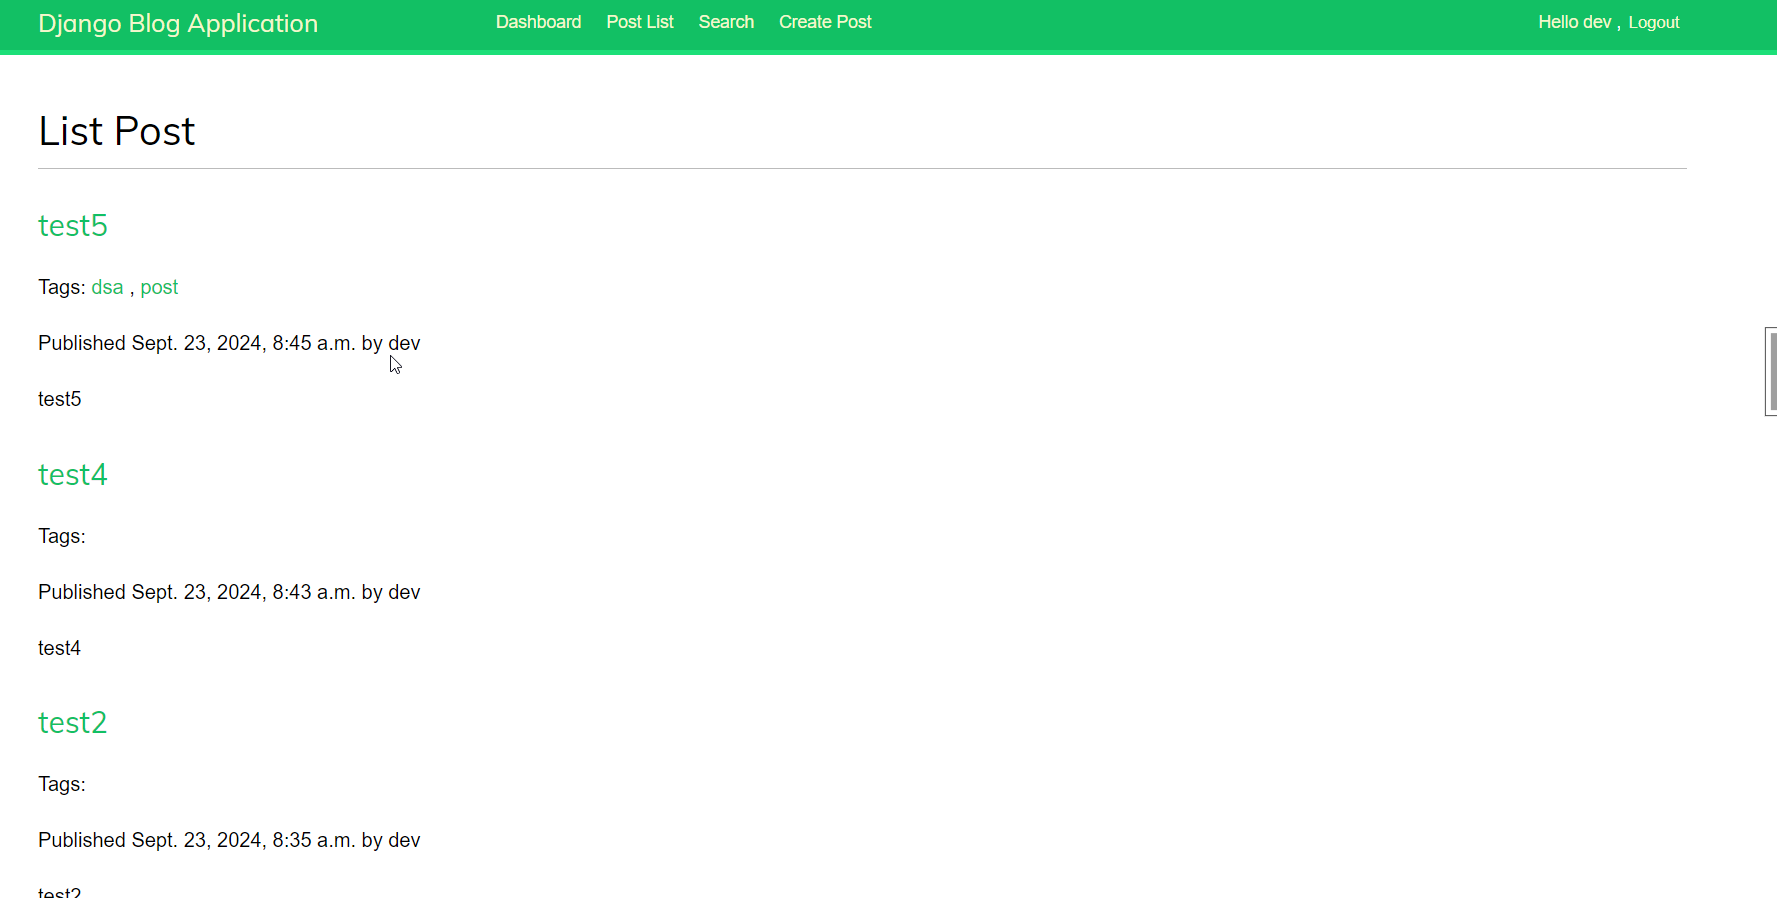 Django Blog Application Dashboard Post List Search Create Post Hello dev , Logout
List Post
test5
Tags: dsa , post
Published Sept. 23, 2024, 8:45 a.m. by dev
test5
test4
Tags:
Published Sept. 23, 2024, 8:43 a.m. by dev
test4
test2
Tags:
Published Sept. 23, 2024, 8:35 a.m. by dev
test2